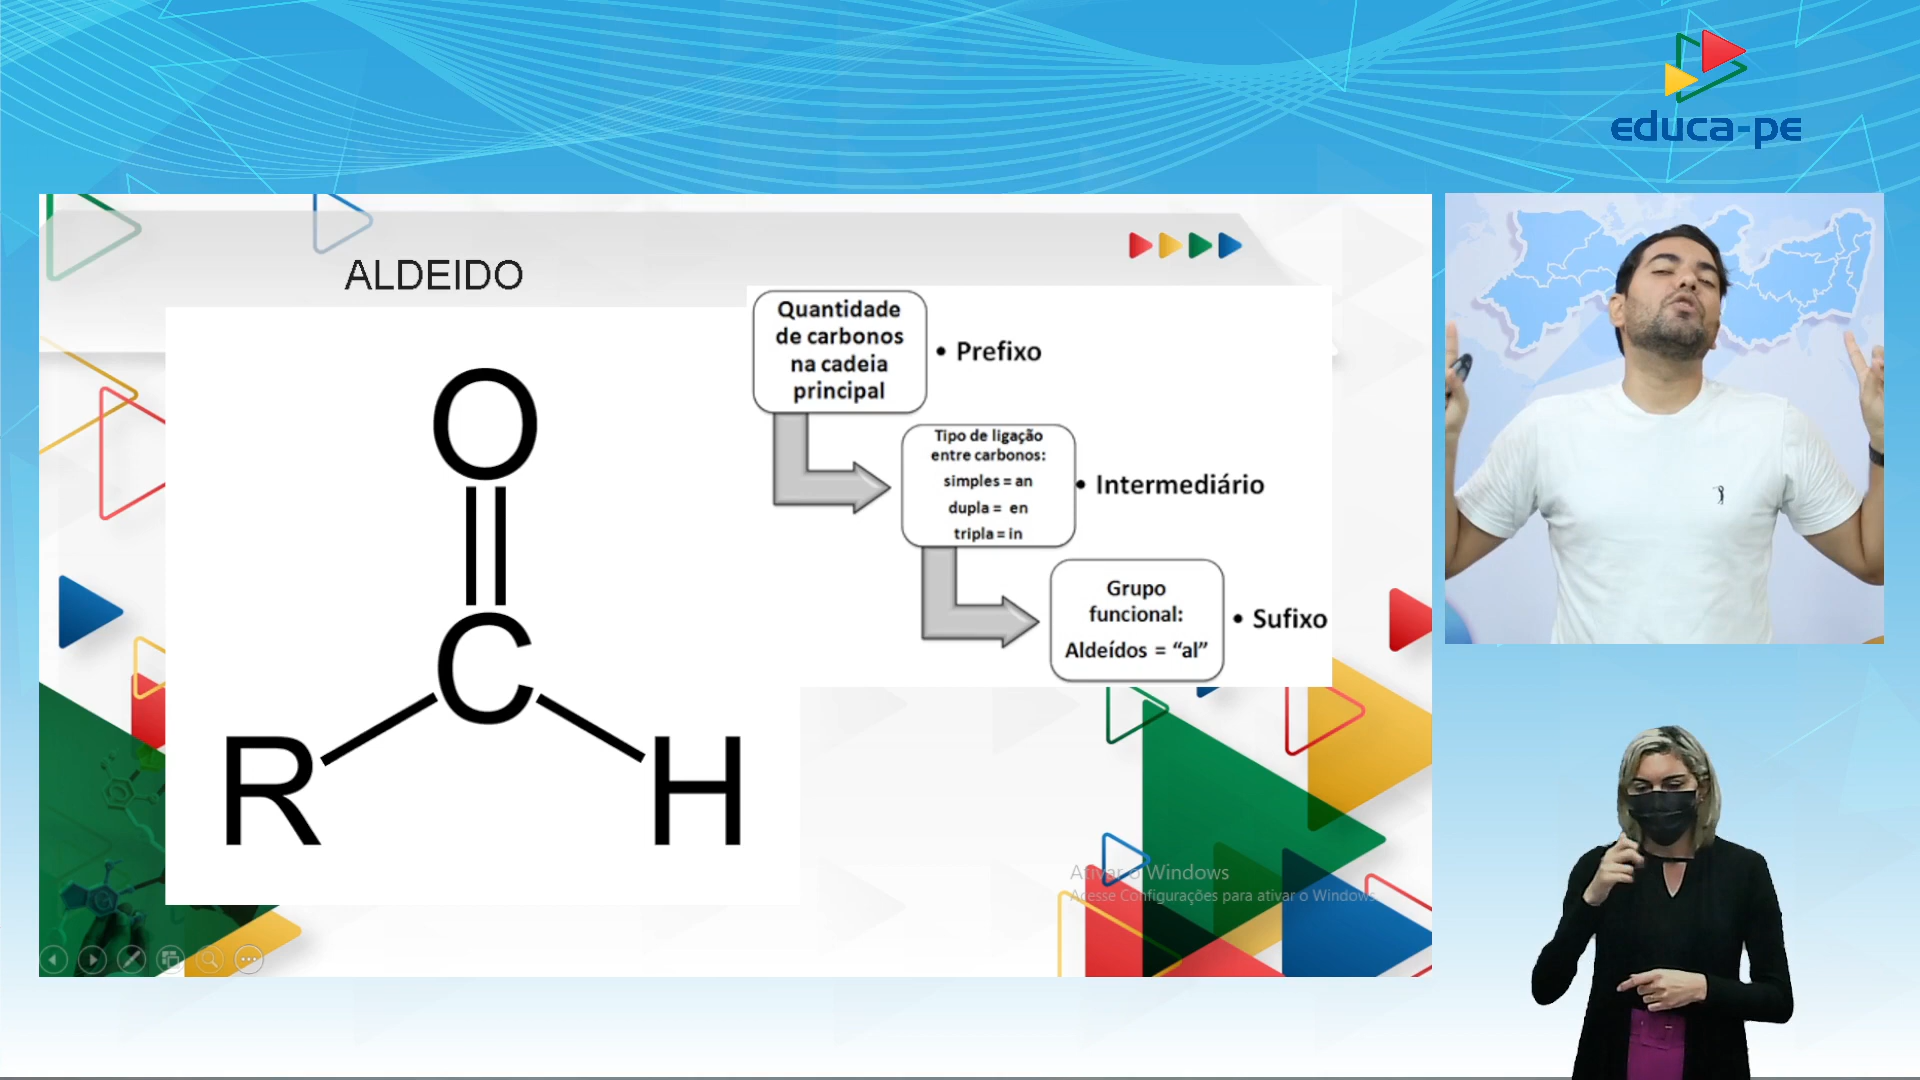 educa-pe
ALDEIDO
O
C
R
H
Quantidade
de carbonos
na cadeia
principal
• Prefixo
Tipo de ligação
entre carbonos:
simples = an
dupla = en
tripla = in
• Intermediário
Grupo
funcional:
Aldeídos = “al”
• Sufixo
Ativar o Windows
Acesse Configurações para ativar o Windows.